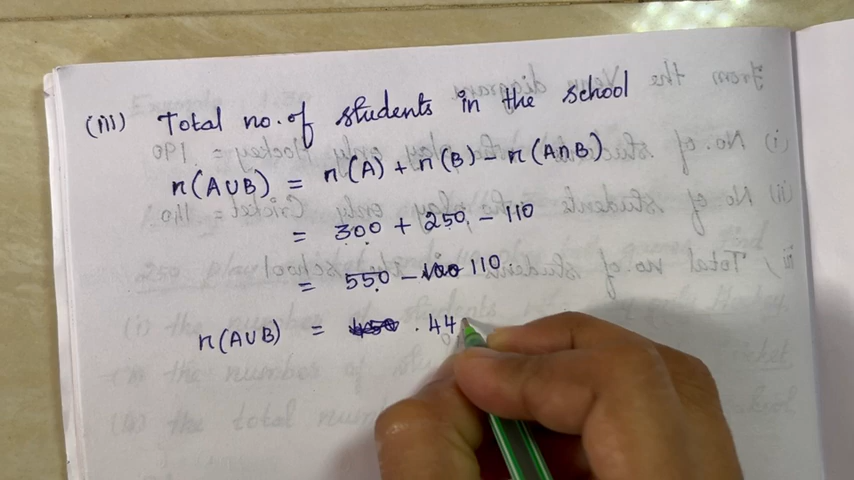 (iii) Total no. of students in the school
n(A∪B) = n(A) + n(B) – n(A∩B)
= 300 + 250 – 110
= 550 – 110
n(A∪B) = 44